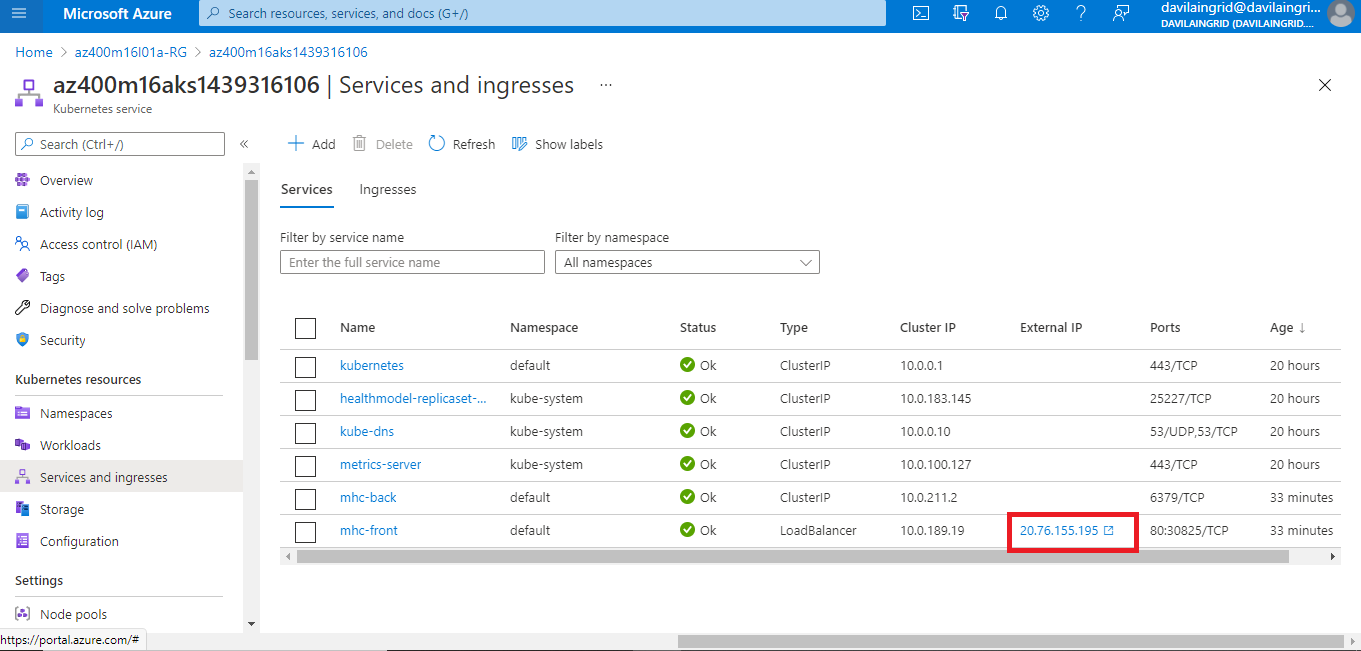 Microsoft Azure
Search resources, services, and docs (G+/)
davilaingrid@davilaingri...
DAVILAINGRID (DAVILAINGRID....
Home > az400m16l01a-RG > az400m16aks1439316106
az400m16aks1439316106 | Services and ingresses ...
Kubernetes service
Search (Ctrl+/)
«
Add
Delete
Refresh
Show labels
Overview
Activity log
Access control (IAM)
Tags
Diagnose and solve problems
Security
Kubernetes resources
Namespaces
Workloads
Services and ingresses
Storage
Configuration
Settings
Node pools
https://portal.azure.com/#
Services Ingresses
Filter by service name Filter by namespace
Enter the full service name All namespaces
Name Namespace Status Type Cluster IP External IP Ports Age ↓
kubernetes default Ok ClusterIP 10.0.0.1 443/TCP 20 hours
healthmodel-replicaset-... kube-system Ok ClusterIP 10.0.183.145 25227/TCP 20 hours
kube-dns kube-system Ok ClusterIP 10.0.0.10 53/UDP,53/TCP 20 hours
metrics-server kube-system Ok ClusterIP 10.0.100.127 443/TCP 20 hours
mhc-back default Ok ClusterIP 10.0.211.2 6379/TCP 33 minutes
mhc-front default Ok LoadBalancer 10.0.189.19 20.76.155.195 80:30825/TCP 33 minutes